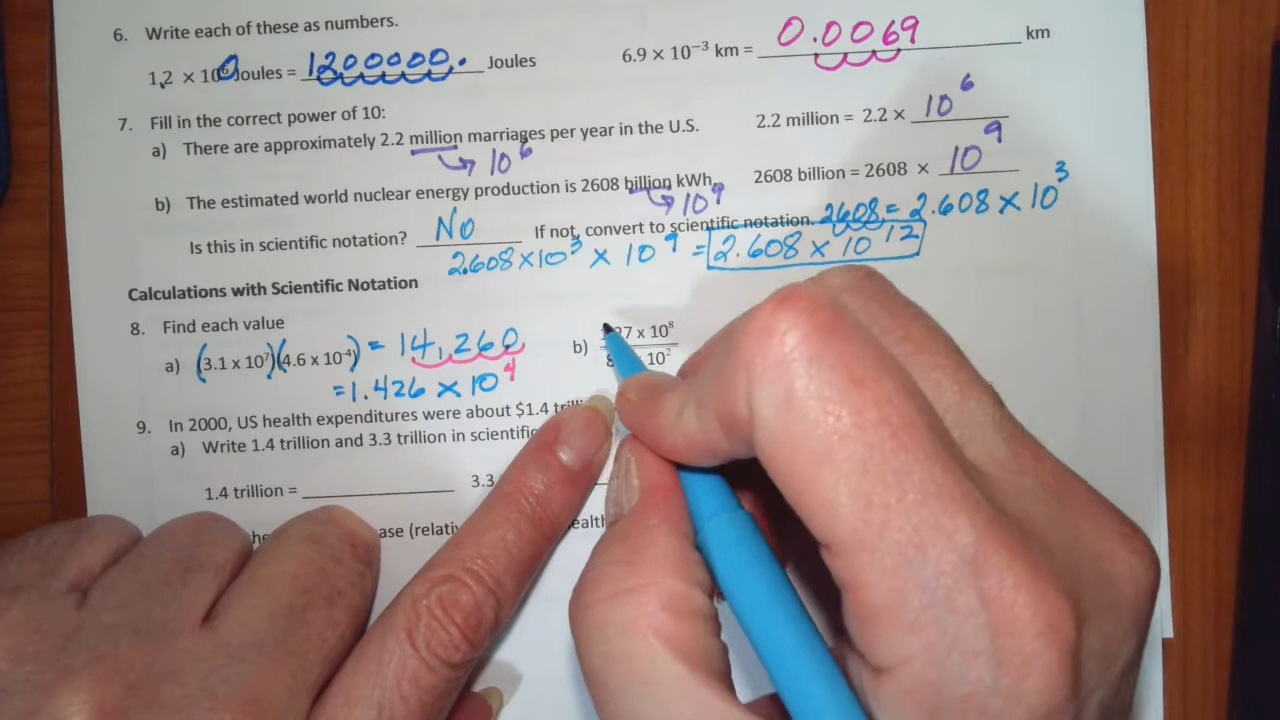 6. Write each of these as numbers.
1.2 × 10⁶ Joules = 1200000. Joules 6.9 × 10⁻³ km = 0.0069 km
7. Fill in the correct power of 10:
a) There are approximately 2.2 million marriages per year in the U.S. 2.2 million = 2.2 × 10⁶
→ 10⁶
b) The estimated world nuclear energy production is 2608 billion kWh. 2608 billion = 2608 × 10⁹
→ 10⁹
Is this in scientific notation? No If not, convert to scientific notation. 2608 = 2.608 × 10³
2.608 × 10³ × 10⁹ = 2.608 × 10¹²
Calculations with Scientific Notation
8. Find each value
a) (3.1 x 10⁷)(4.6 x 10⁻⁴) = 14,260 b) 27 x 10⁸
10²
= 1.426 × 10⁴
9. In 2000, US health expenditures were about $1.4
a) Write 1.4 trillion and 3.3 trillion in
1.4 trillion = 3.3